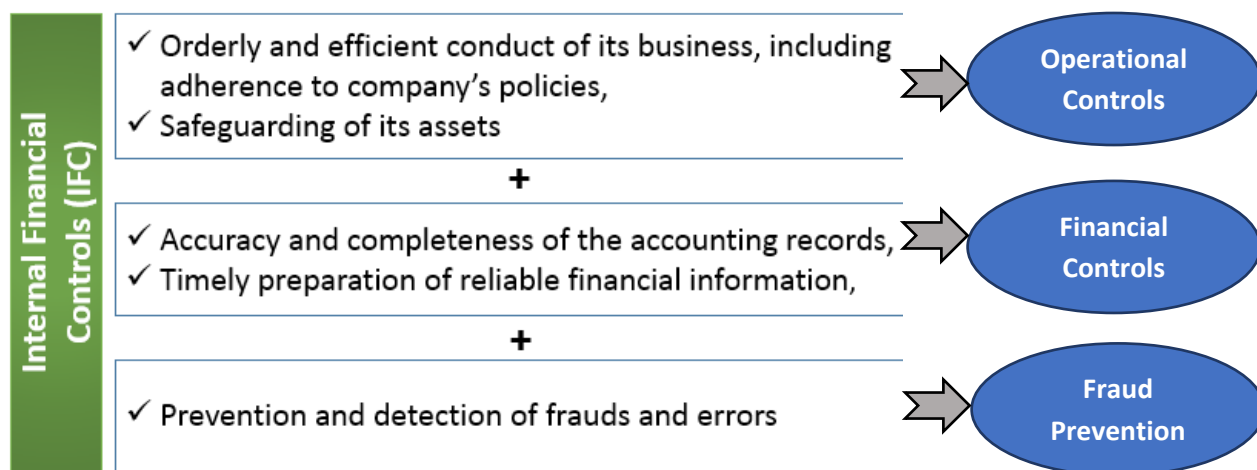 Internal Financial
Controls (IFC)
✓ Orderly and efficient conduct of its business, including
adherence to company's policies,
✓ Safeguarding of its assets
Operational
Controls
+
✓ Accuracy and completeness of the accounting records,
✓ Timely preparation of reliable financial information,
Financial
Controls
+
✓ Prevention and detection of frauds and errors
Fraud
Prevention